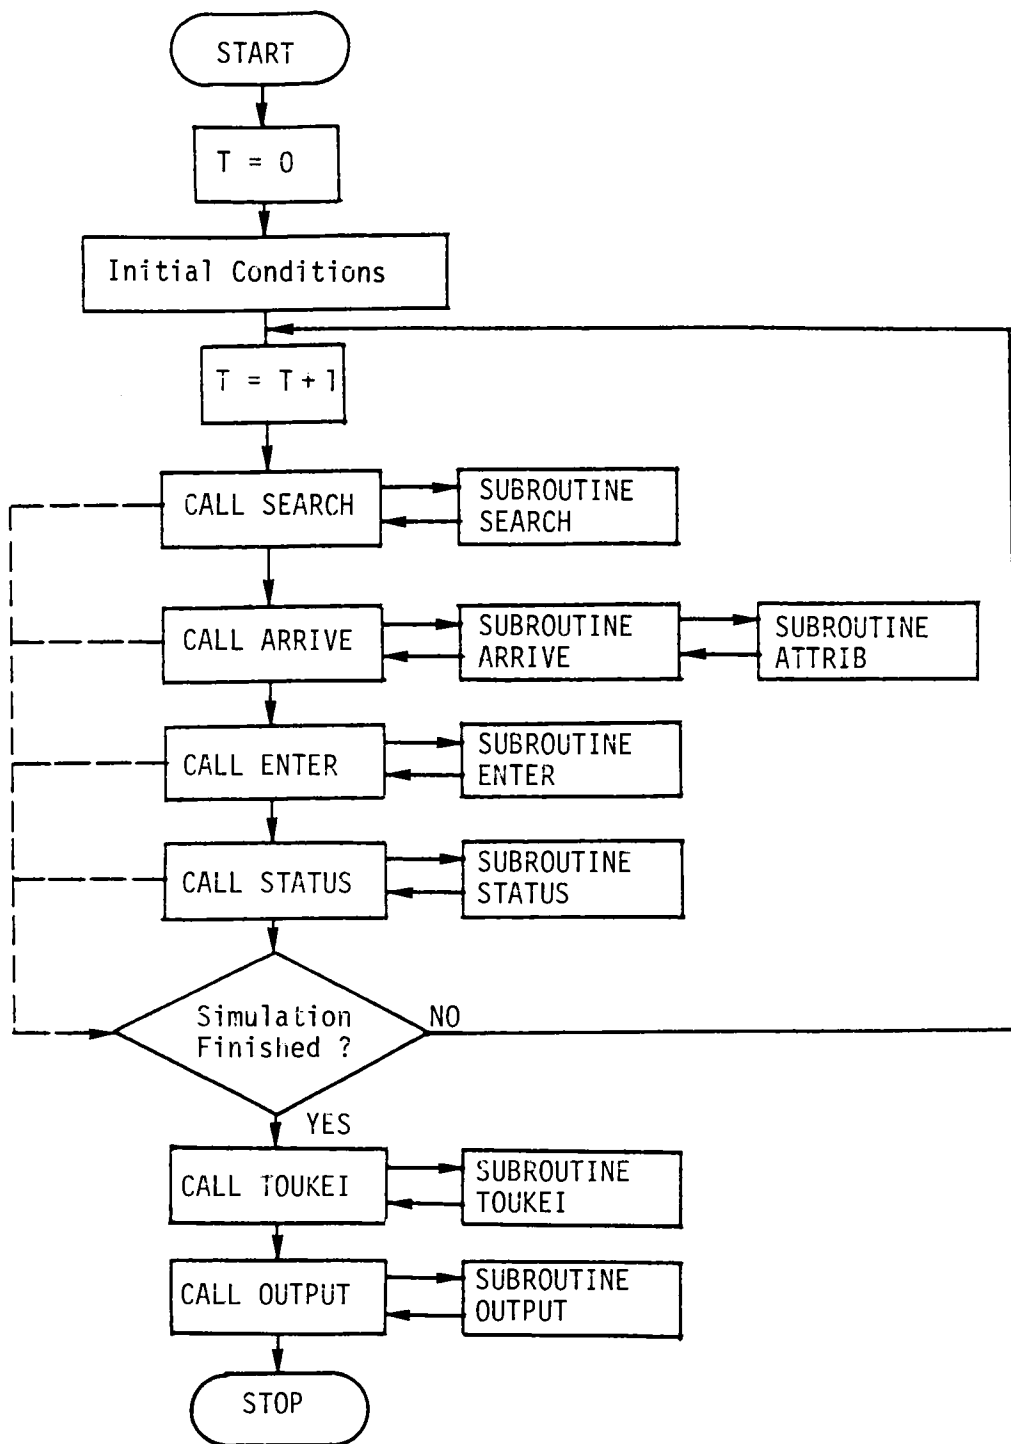 START
T = 0
Initial Conditions
T = T+1
CALL SEARCH
SUBROUTINE
SEARCH
CALL ARRIVE
SUBROUTINE
ARRIVE
SUBROUTINE
ATTRIB
CALL ENTER
SUBROUTINE
ENTER
CALL STATUS
SUBROUTINE
STATUS
Simulation
Finished ?
NO
YES
CALL TOUKEI
SUBROUTINE
TOUKEI
CALL OUTPUT
SUBROUTINE
OUTPUT
STOP